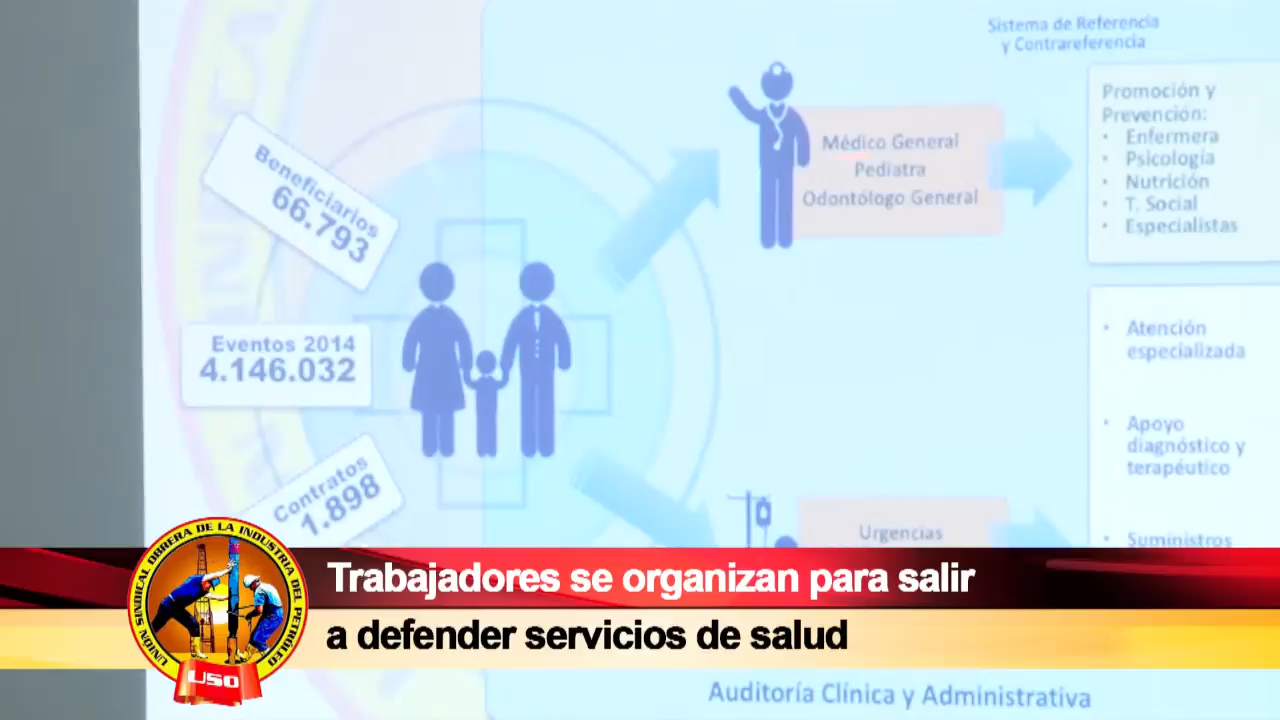 Sistema de Referencia
y Contrareferencia
Beneficiarios
66.793
Eventos 2014
4.146.032
Contratos
1.898
Médico General
Pediatra
Odontólogo General
Promoción y
Prevención:
• Enfermera
• Psicología
• Nutrición
• T. Social
• Especialistas
• Atención
especializada
• Apoyo
diagnóstico y
terapéutico
• Suministros
Urgencias
UNION SINDICAL OBRERA DE LA INDUSTRIA DEL PETROLEO
USO
Trabajadores se organizan para salir
a defender servicios de salud
Auditoría Clínica y Administrativa